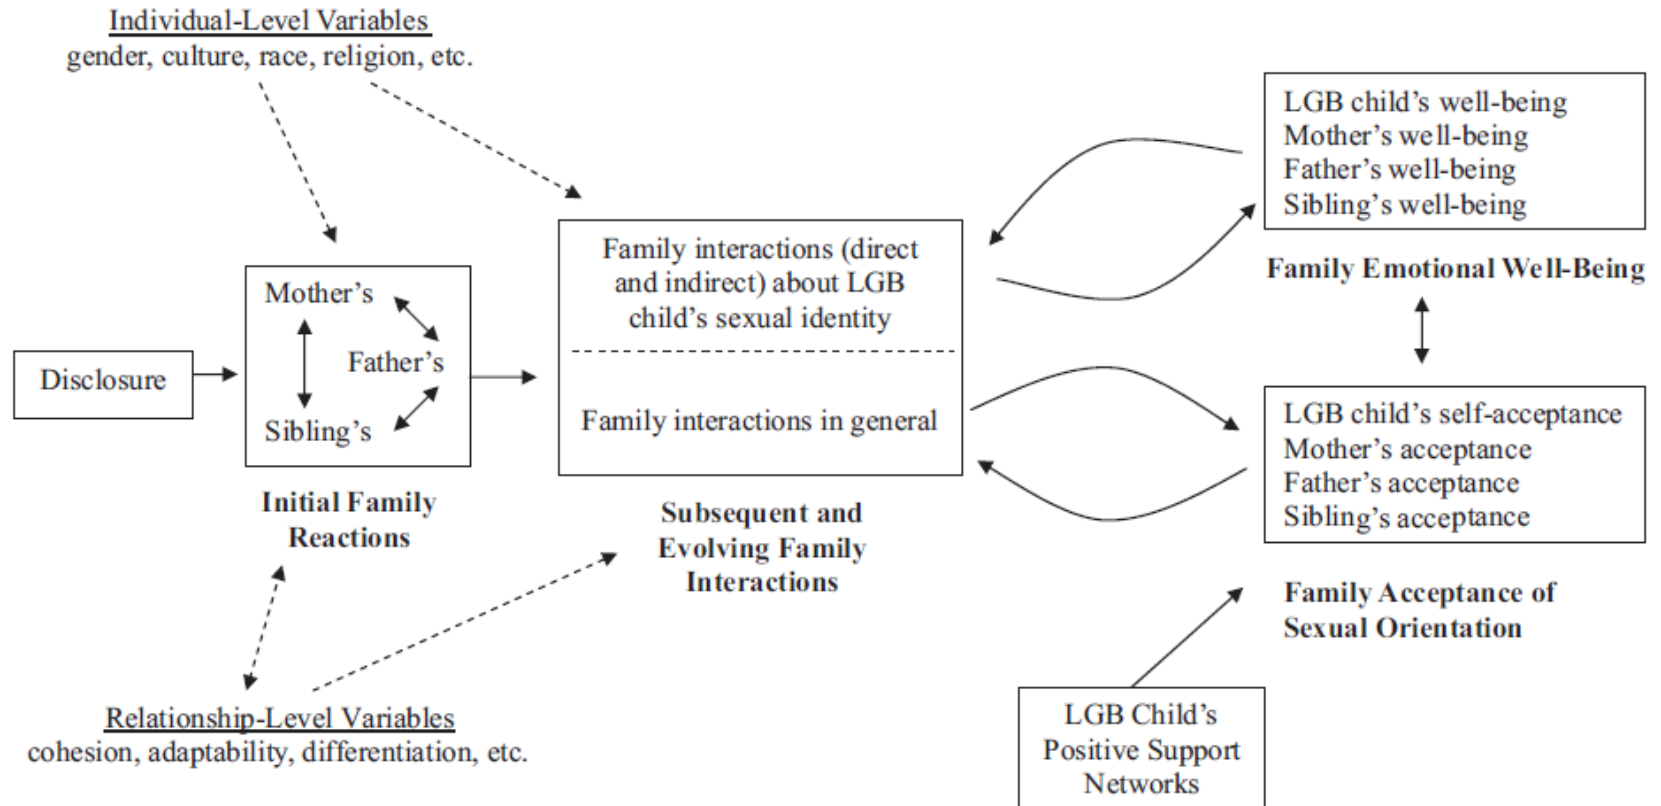 Individual-Level Variables
gender, culture, race, religion, etc.
Disclosure
Mother's
Father's
Sibling's
Initial Family
Reactions
Relationship-Level Variables
cohesion, adaptability, differentiation, etc.
Family interactions (direct
and indirect) about LGB
child's sexual identity
Family interactions in general
Subsequent and
Evolving Family
Interactions
LGB child's well-being
Mother's well-being
Father's well-being
Sibling's well-being
Family Emotional Well-Being
LGB child's self-acceptance
Mother's acceptance
Father's acceptance
Sibling's acceptance
Family Acceptance of
Sexual Orientation
LGB Child's
Positive Support
Networks